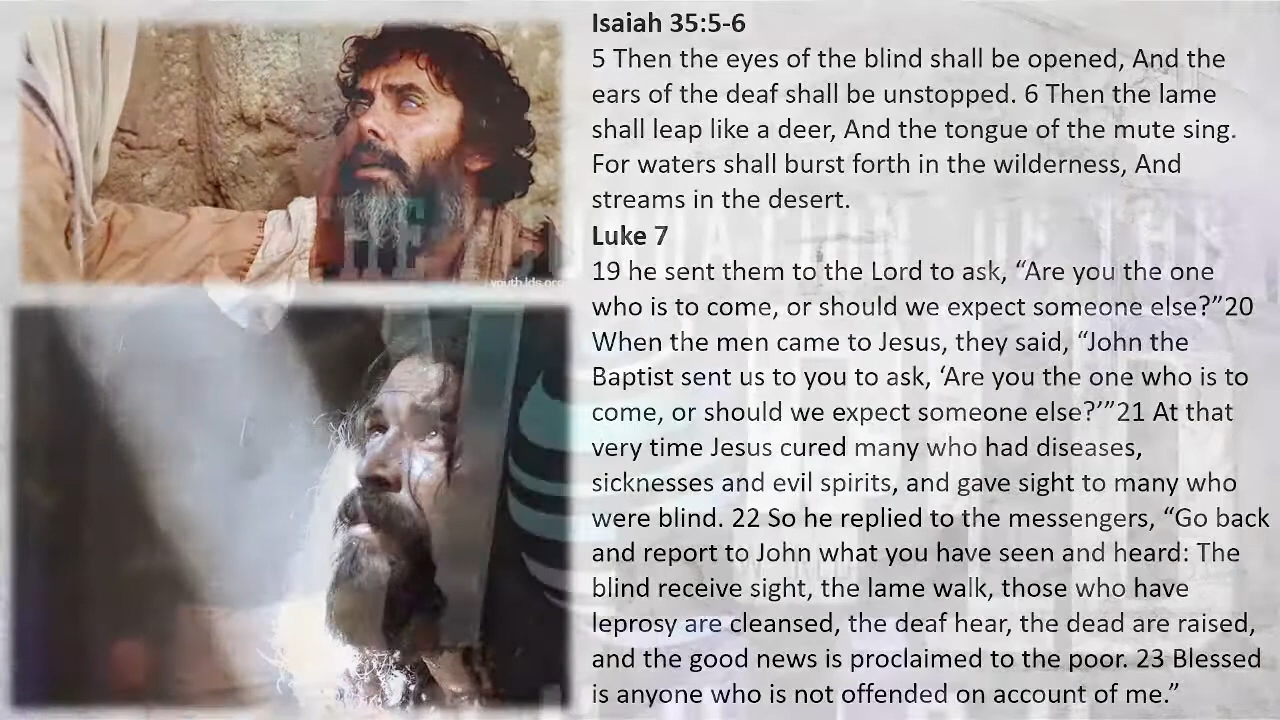 Isaiah 35:5-6
5 Then the eyes of the blind shall be opened, And the
ears of the deaf shall be unstopped. 6 Then the lame
shall leap like a deer, And the tongue of the mute sing.
For waters shall burst forth in the wilderness, And
streams in the desert.
Luke 7
19 he sent them to the Lord to ask, “Are you the one
who is to come, or should we expect someone else?”20
When the men came to Jesus, they said, “John the
Baptist sent us to you to ask, ‘Are you the one who is to
come, or should we expect someone else?’”21 At that
very time Jesus cured many who had diseases,
sicknesses and evil spirits, and gave sight to many who
were blind. 22 So he replied to the messengers, “Go back
and report to John what you have seen and heard: The
blind receive sight, the lame walk, those who have
leprosy are cleansed, the deaf hear, the dead are raised,
and the good news is proclaimed to the poor. 23 Blessed
is anyone who is not offended on account of me.”
youth.lds.org